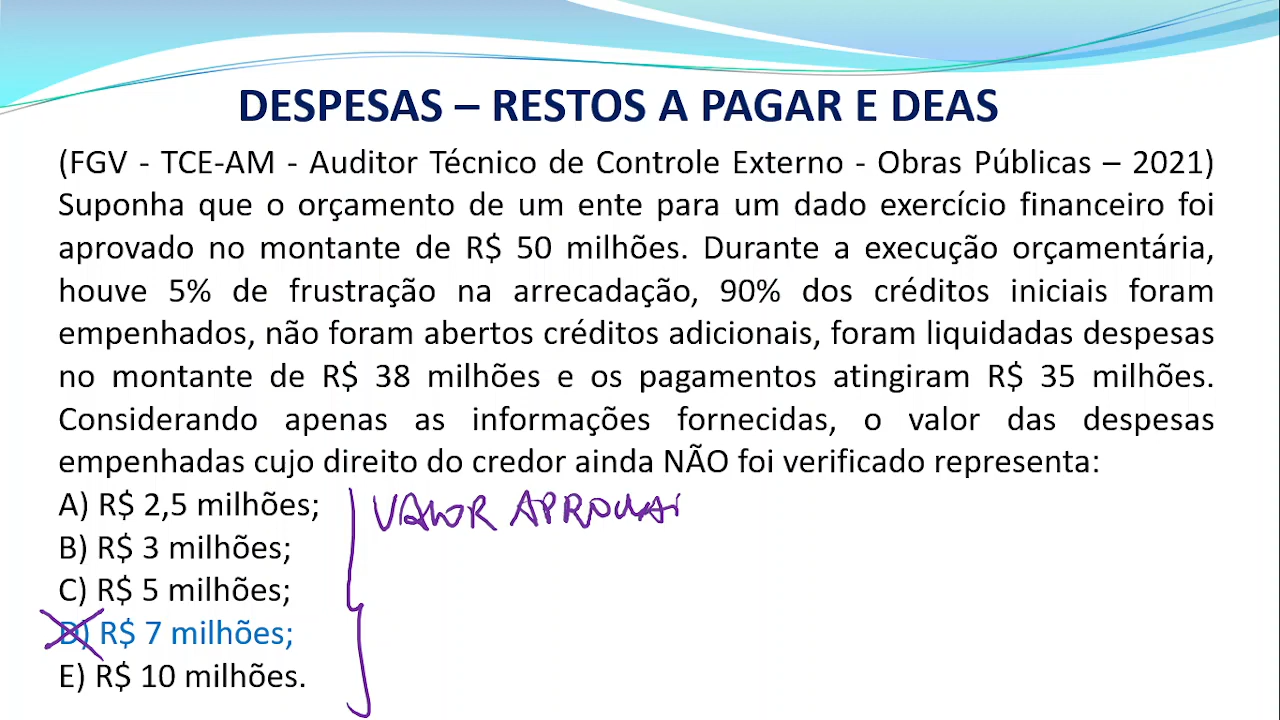 DESPESAS – RESTOS A PAGAR E DEAS
(FGV - TCE-AM - Auditor Técnico de Controle Externo - Obras Públicas – 2021)
Suponha que o orçamento de um ente para um dado exercício financeiro foi
aprovado no montante de R$ 50 milhões. Durante a execução orçamentária,
houve 5% de frustração na arrecadação, 90% dos créditos iniciais foram
empenhados, não foram abertos créditos adicionais, foram liquidadas despesas
no montante de R$ 38 milhões e os pagamentos atingiram R$ 35 milhões.
Considerando apenas as informações fornecidas, o valor das despesas
empenhadas cujo direito do credor ainda NÃO foi verificado representa:
A) R$ 2,5 milhões;
VALOR
B) R$ 3 milhões;
C) R$ 5 milhões;
D) R$ 7 milhões;
E) R$ 10 milhões.